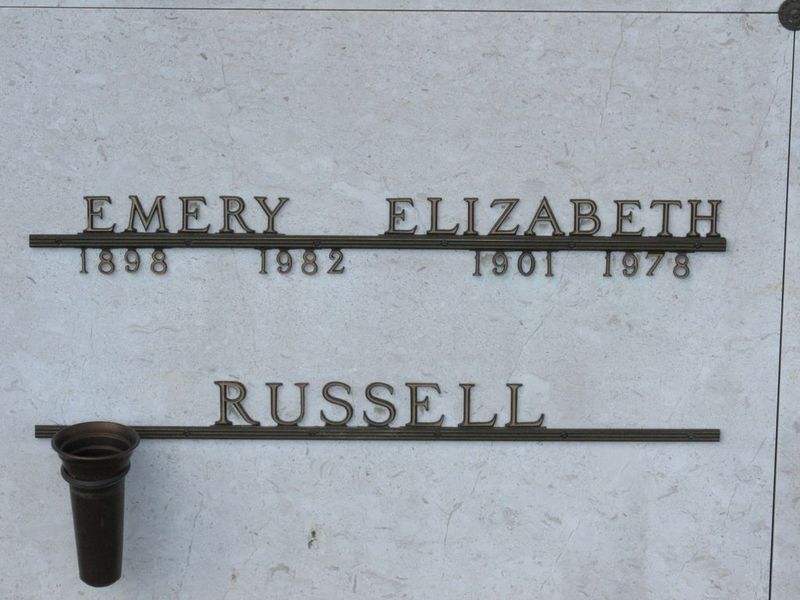 EMERY ELIZABETH
1898 1982 1901 1978
RUSSELL